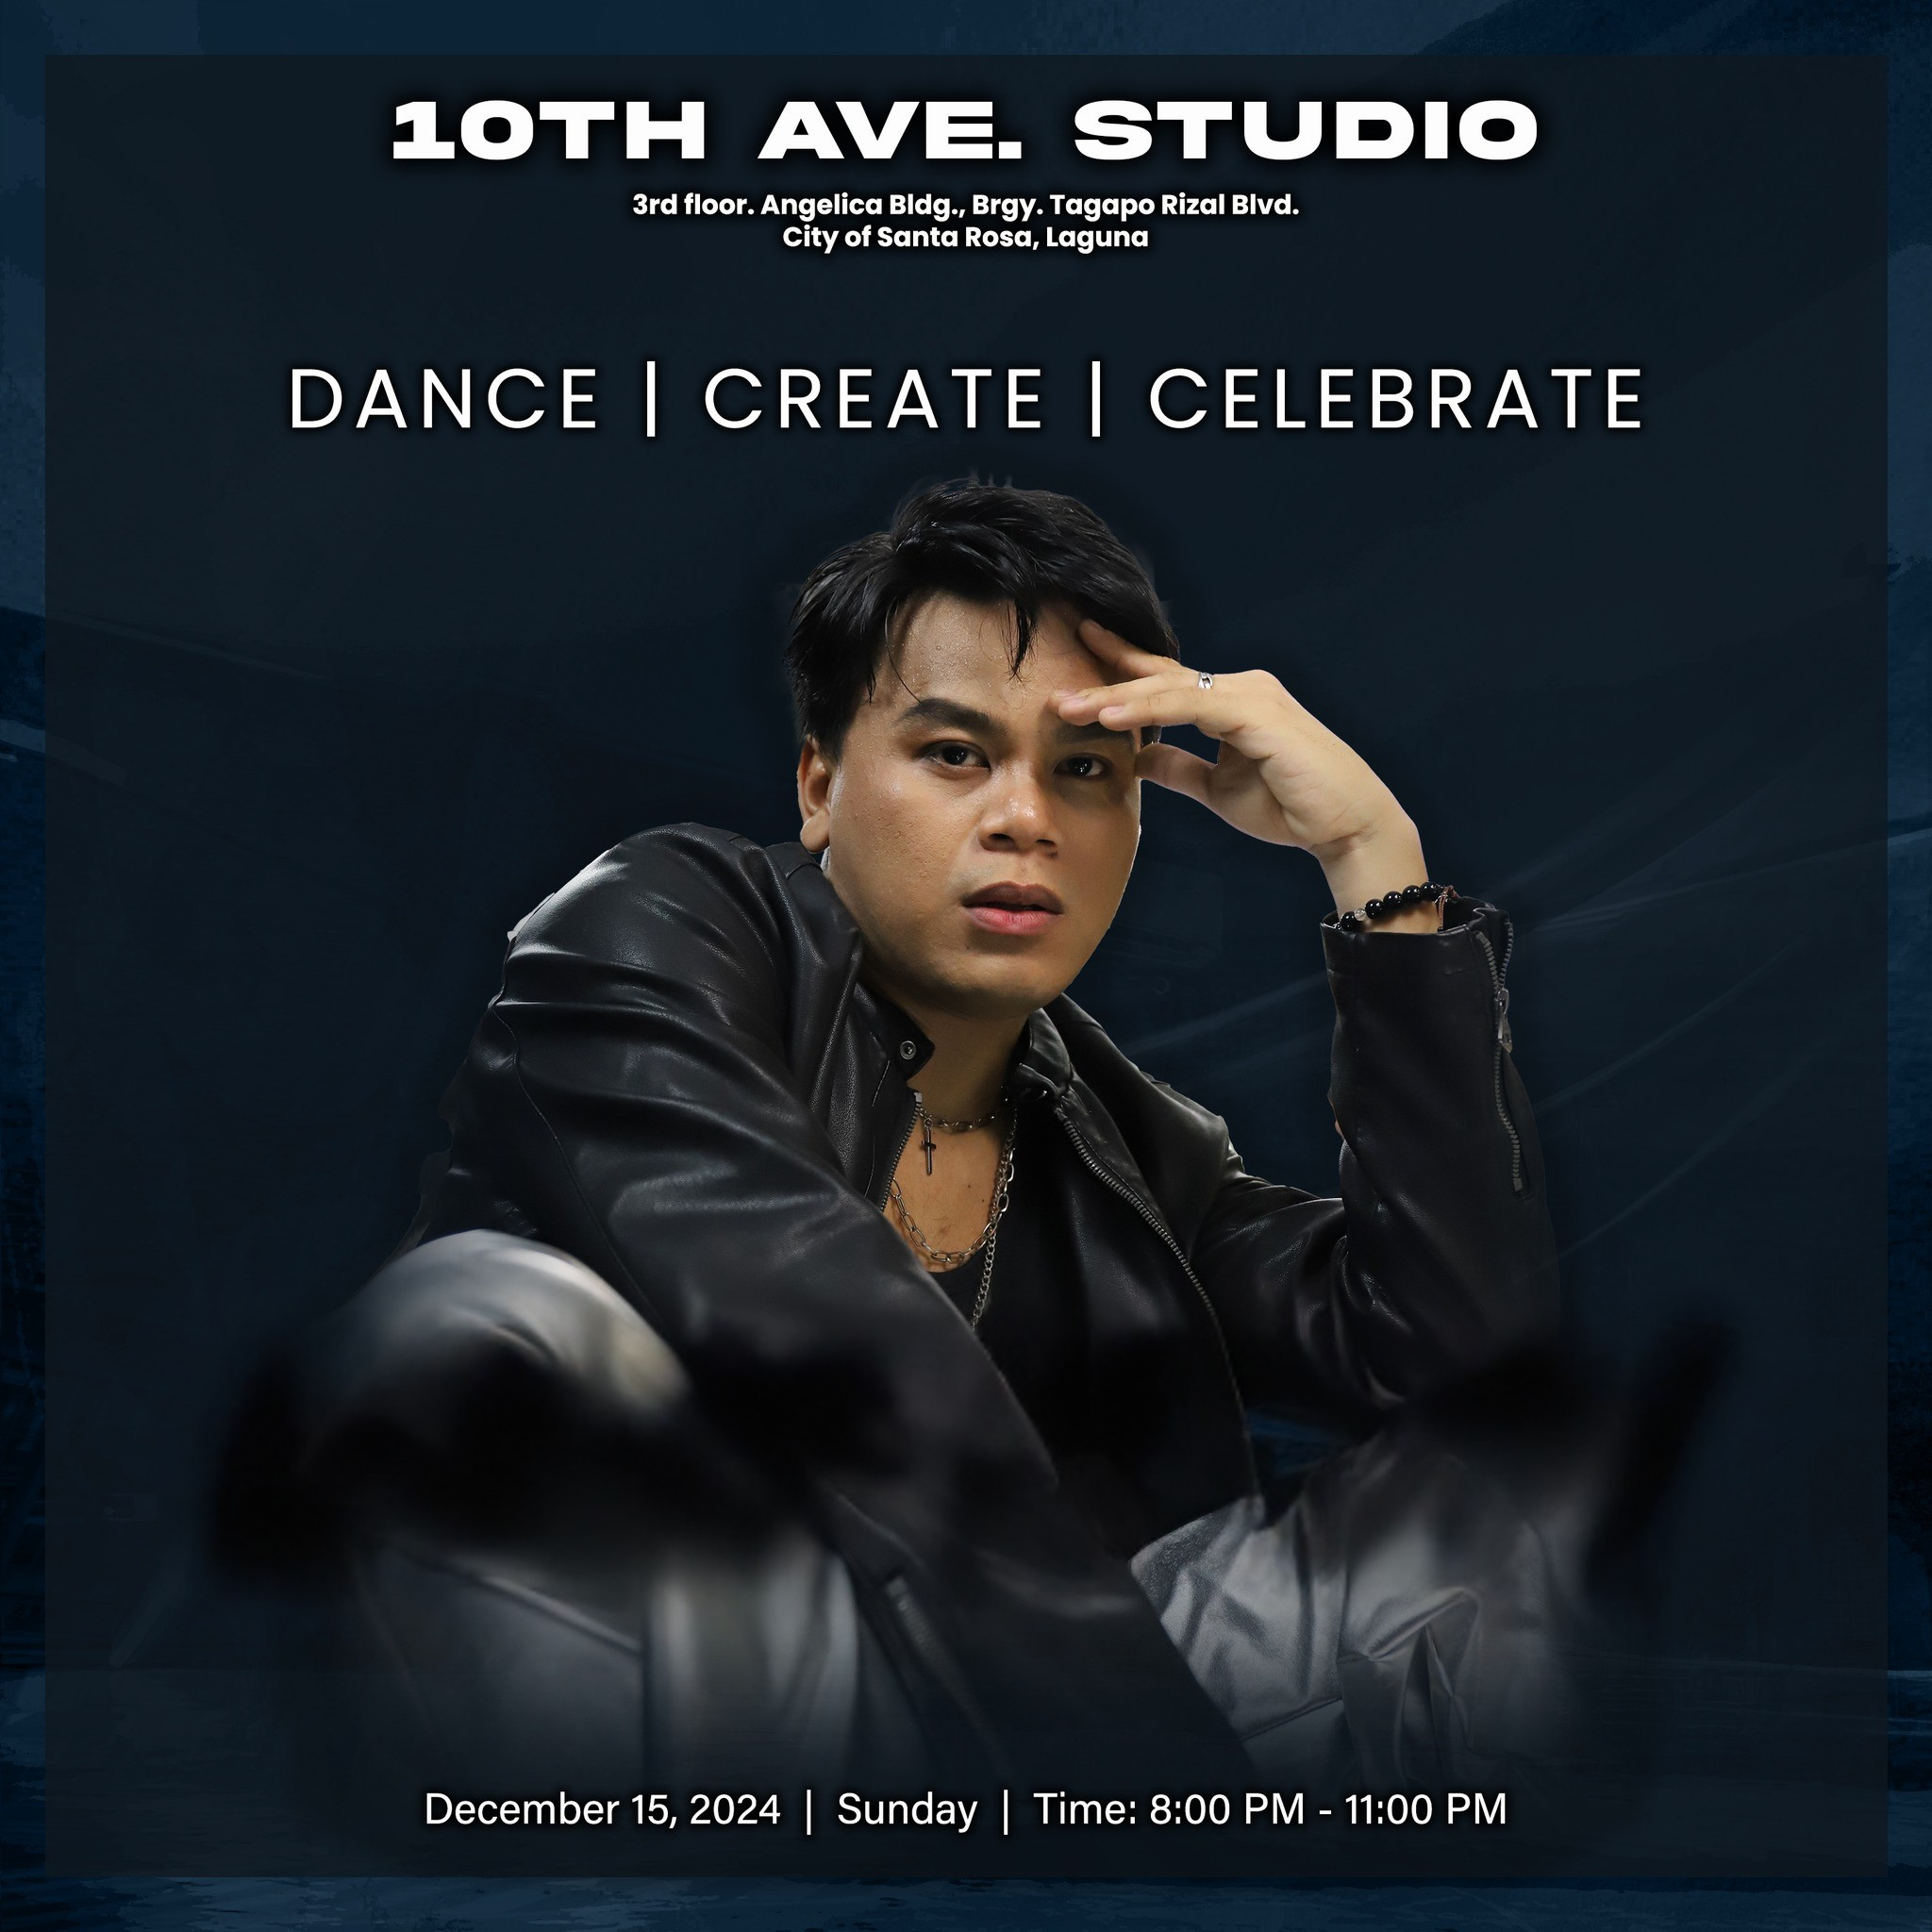 10TH AVE. STUDIO
3rd floor. Angelica Bldg., Brgy. Tagapo Rizal Blvd.
City of Santa Rosa, Laguna
DANCE | CREATE | CELEBRATE
December 15, 2024 | Sunday | Time: 8:00 PM - 11:00 PM